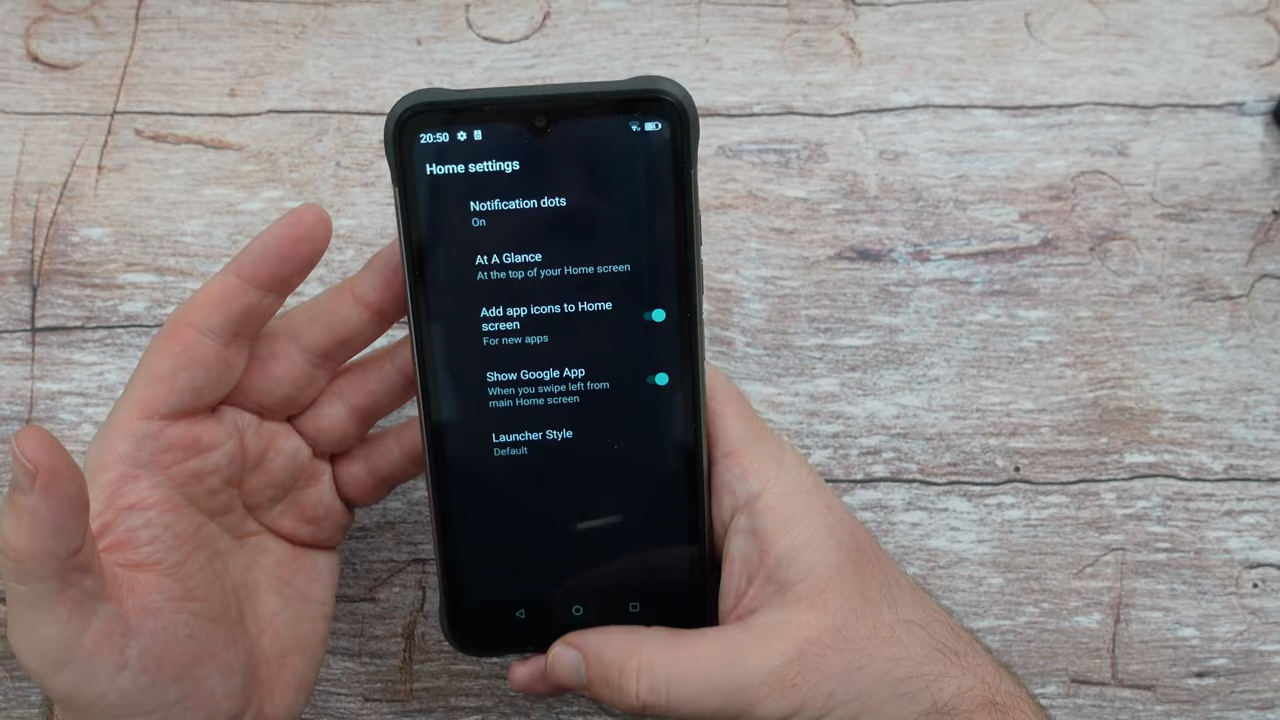 20:50
Home settings
Notification dots
On
At A Glance
At the top of your Home screen
Add app icons to Home
screen
For new apps
Show Google App
When you swipe left from
main Home screen
Launcher Style
Default